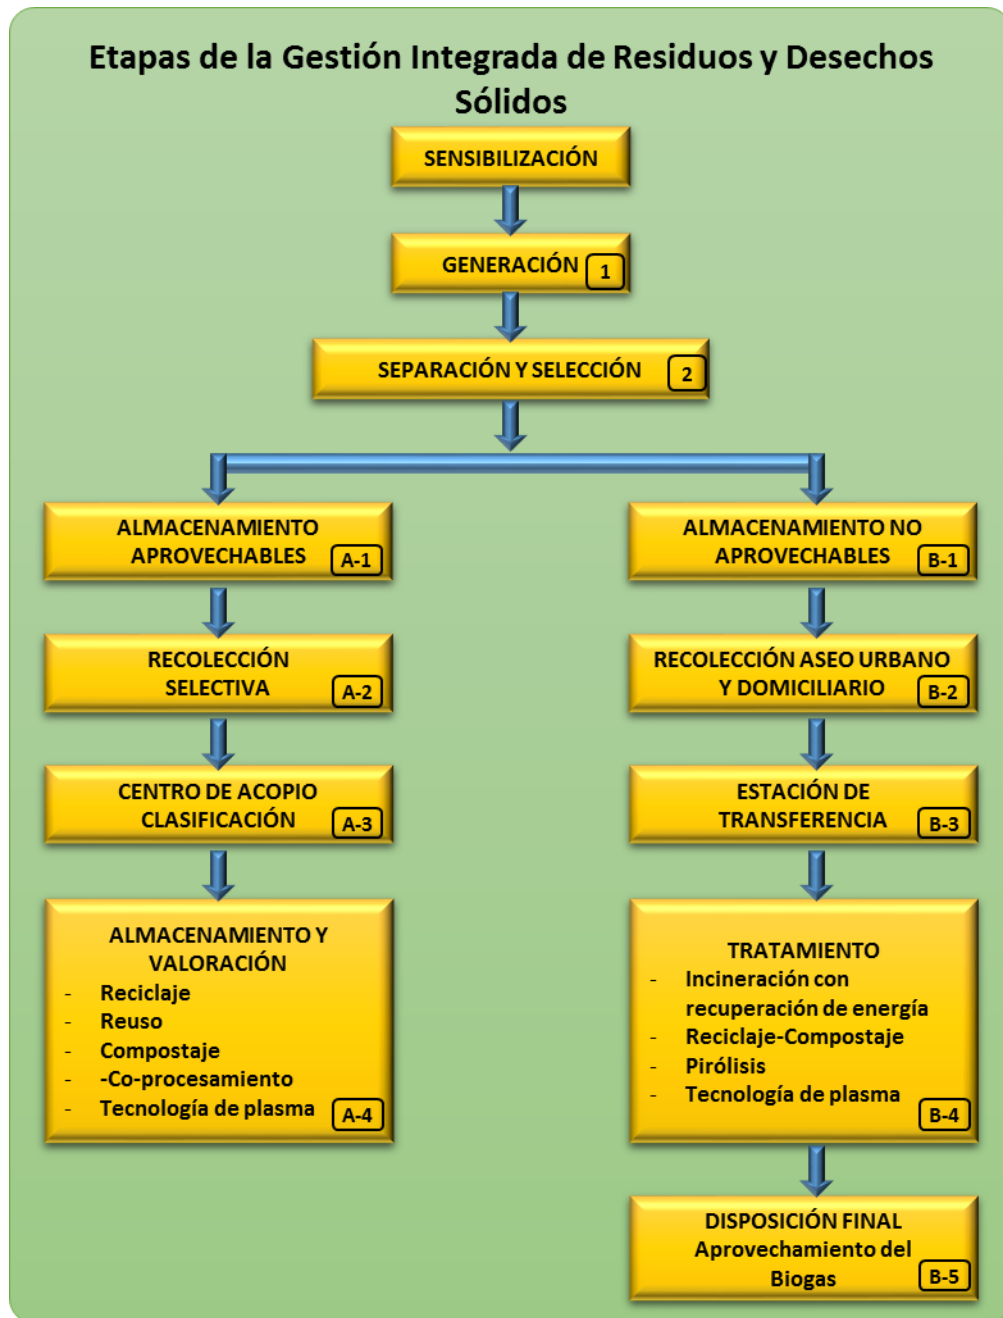 Etapas de la Gestión Integrada de Residuos y Desechos
Sólidos
SENSIBILIZACIÓN
GENERACIÓN
1
SEPARACIÓN Y SELECCIÓN
2
ALMACENAMIENTO
APROVECHABLES
A-1
RECOLECCIÓN
SELECTIVA
A-2
CENTRO DE ACOPIO
CLASIFICACIÓN
A-3
ALMACENAMIENTO Y
VALORACIÓN
- Reciclaje
- Reuso
- Compostaje
- -Co-procesamiento
- Tecnología de plasma
A-4
ALMACENAMIENTO NO
APROVECHABLES
B-1
RECOLECCIÓN ASEO URBANO
Y DOMICILIARIO
B-2
ESTACIÓN DE
TRANSFERENCIA
B-3
TRATAMIENTO
- Incineración con
recuperación de energía
- Reciclaje-Compostaje
- Pirólisis
- Tecnología de plasma
B-4
DISPOSICIÓN FINAL
Aprovechamiento del
Biogas
B-5